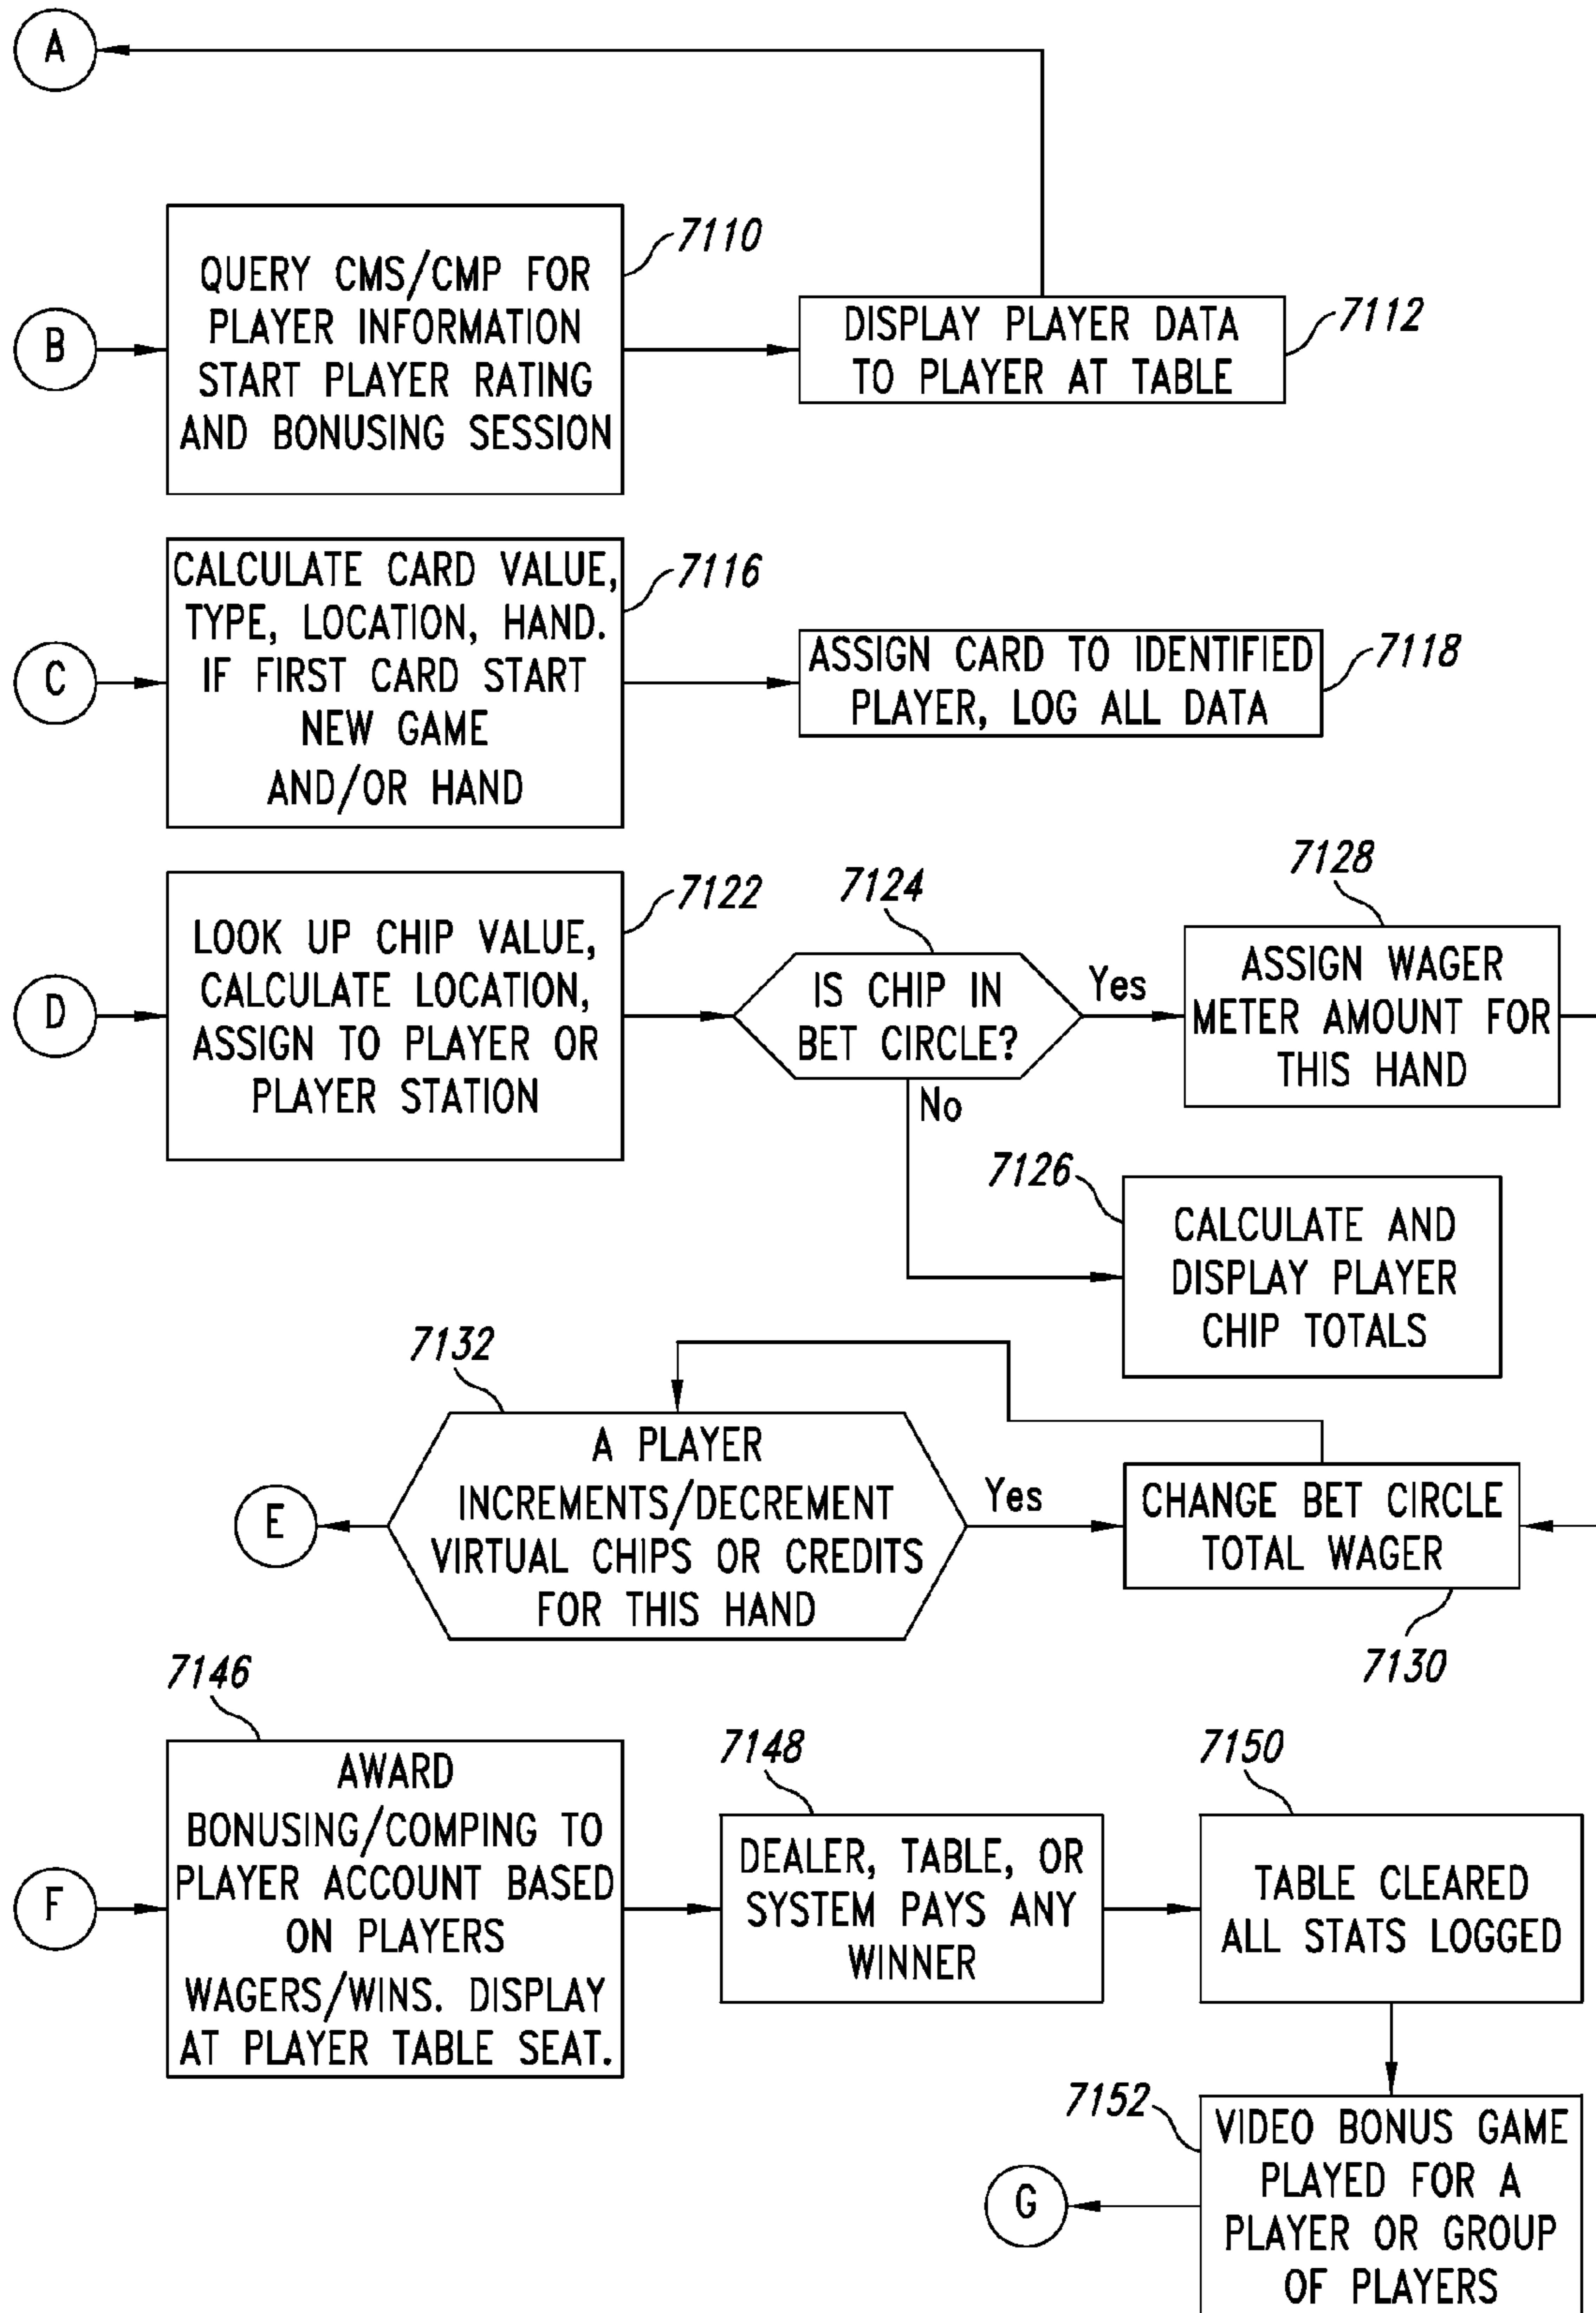 A
7110
QUERY CMS/CMP FOR
PLAYER INFORMATION
START PLAYER RATING
AND BONUSING SESSION
B
7112
DISPLAY PLAYER DATA
TO PLAYER AT TABLE
7116
CALCULATE CARD VALUE,
TYPE, LOCATION, HAND.
IF FIRST CARD START
NEW GAME
AND/OR HAND
C
7118
ASSIGN CARD TO IDENTIFIED
PLAYER, LOG ALL DATA
7122
LOOK UP CHIP VALUE,
CALCULATE LOCATION,
ASSIGN TO PLAYER OR
PLAYER STATION
D
7124
IS CHIP IN
BET CIRCLE?
Yes
No
7128
ASSIGN WAGER
METER AMOUNT FOR
THIS HAND
7126
CALCULATE AND
DISPLAY PLAYER
CHIP TOTALS
7132
A PLAYER
INCREMENTS/DECREMENT
VIRTUAL CHIPS OR CREDITS
FOR THIS HAND
E
Yes
CHANGE BET CIRCLE
TOTAL WAGER
7130
7146
AWARD
BONUSING/COMPING TO
PLAYER ACCOUNT BASED
ON PLAYERS
WAGERS/WINS. DISPLAY
AT PLAYER TABLE SEAT.
F
7148
DEALER, TABLE, OR
SYSTEM PAYS ANY
WINNER
7150
TABLE CLEARED
ALL STATS LOGGED
7152
VIDEO BONUS GAME
PLAYED FOR A
PLAYER OR GROUP
OF PLAYERS
G